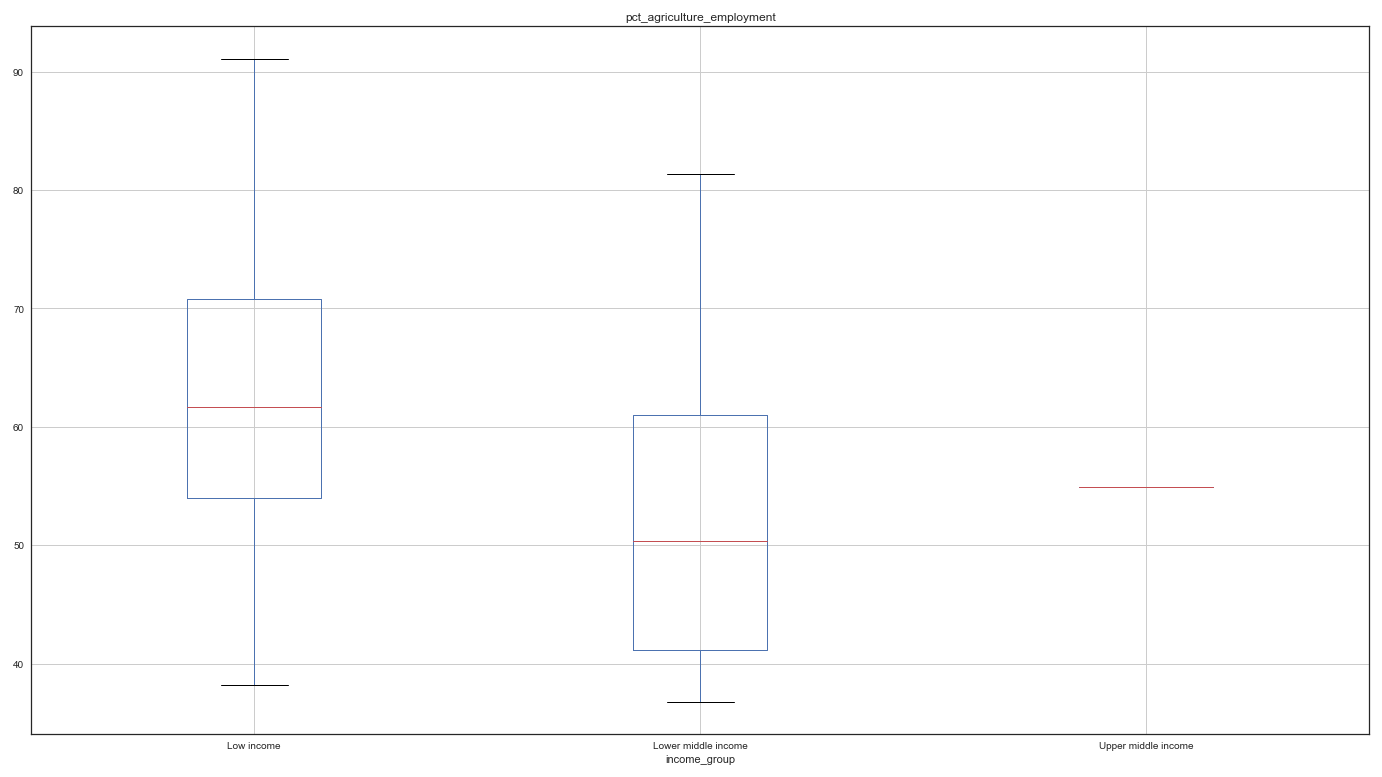 pct_agriculture_employment
90
80
70
60
50
40
Low income
Lower middle income
Upper middle income
income_group